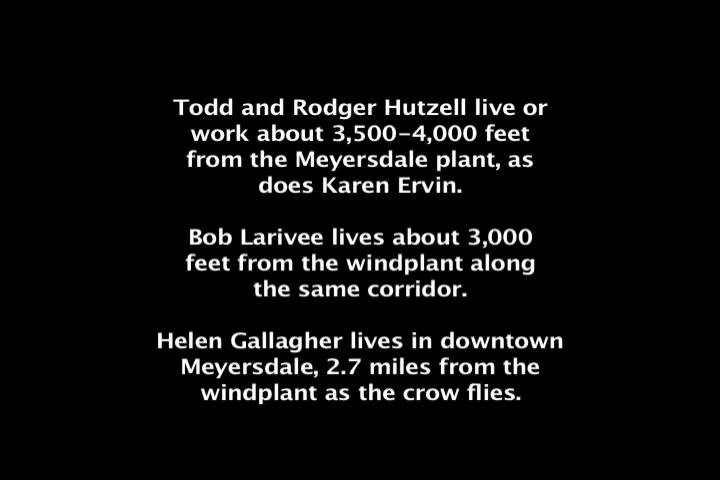 Todd and Rodger Hutzell live or
work about 3,500–4,000 feet
from the Meyersdale plant, as
does Karen Ervin.
Bob Larivee lives about 3,000
feet from the windplant along
the same corridor.
Helen Gallagher lives in downtown
Meyersdale, 2.7 miles from the
windplant as the crow flies.